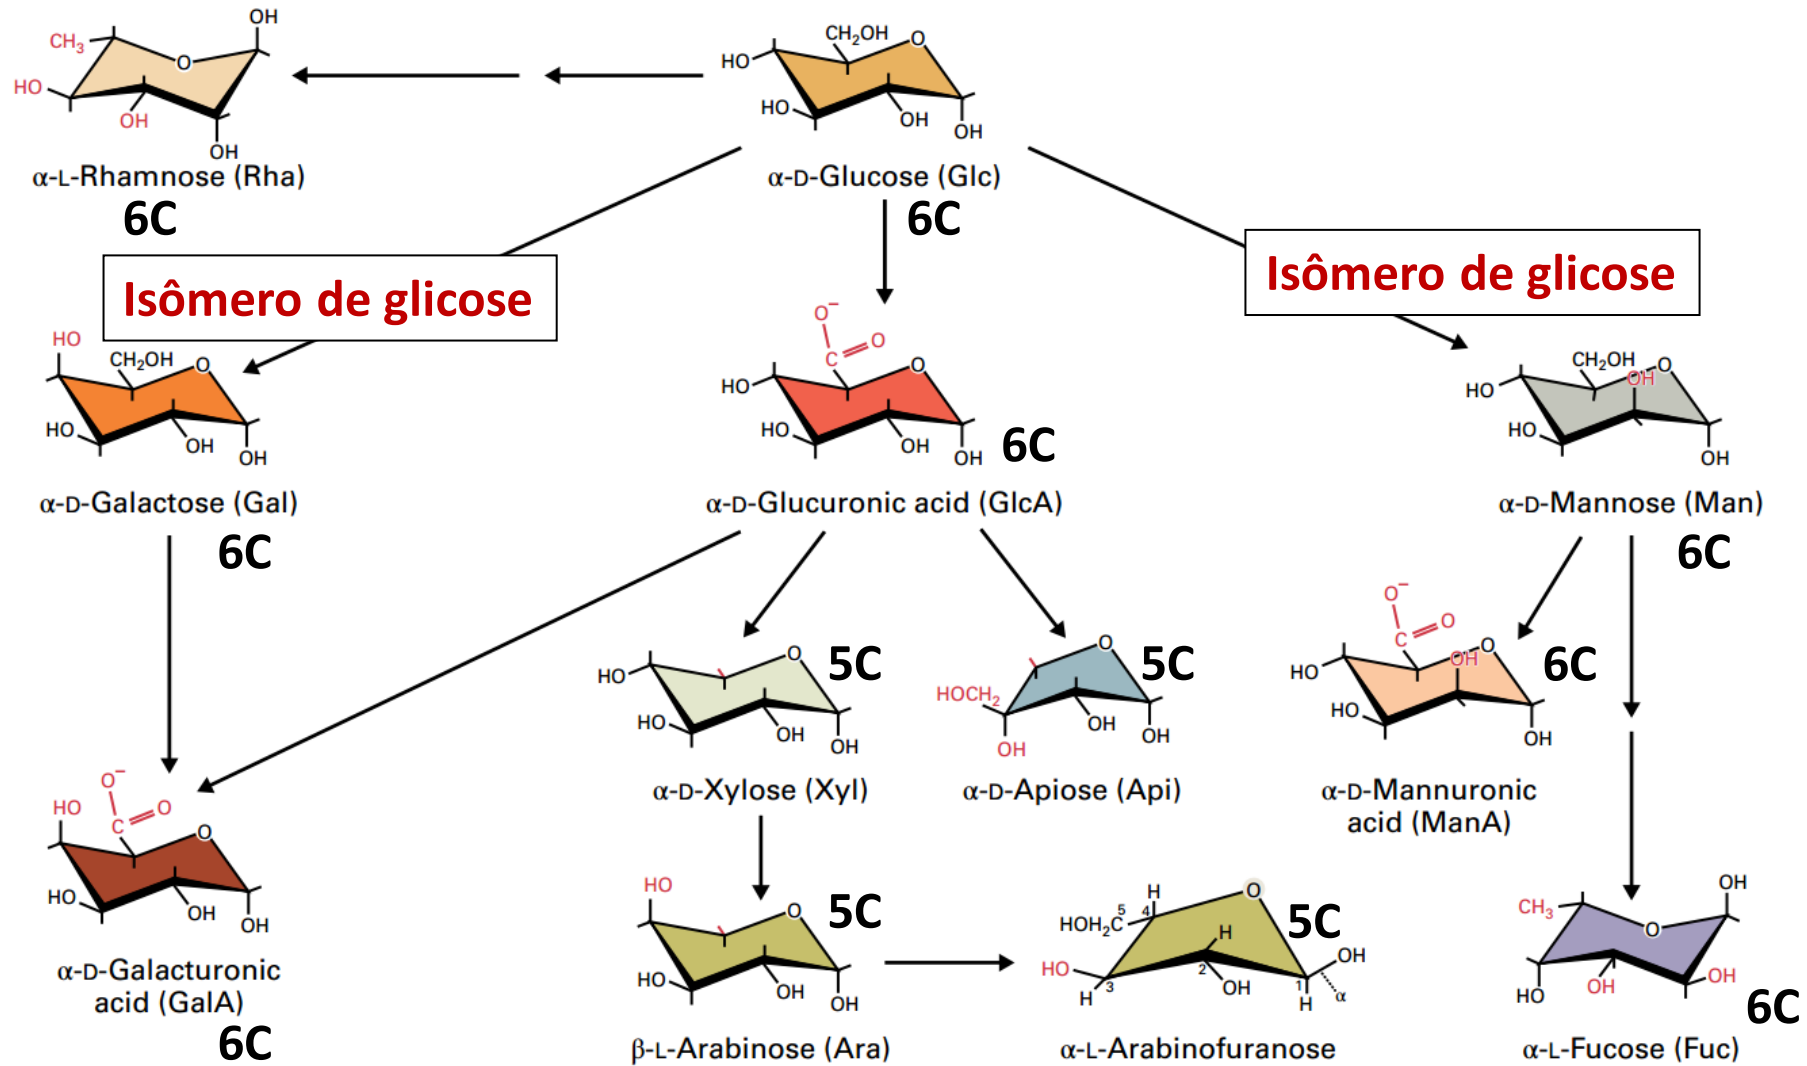 OH
CH₃
O
HO
OH
OH
α-L-Rhamnose (Rha)
6C
CH₂OH
O
HO
HO
OH
OH
α-D-Glucose (Glc)
6C
Isômero de glicose
Isômero de glicose
HO
CH₂OH
O
HO
OH
OH
α-D-Galactose (Gal)
6C
O⁻
C
O
O
HO
HO
OH
OH
6C
α-D-Glucuronic acid (GlcA)
CH₂OH
O
OH
HO
HO
OH
α-D-Mannose (Man)
6C
O
5C
HO
HO
OH
OH
α-D-Xylose (Xyl)
O
5C
HOCH₂
OH
OH
OH
α-D-Apiose (Api)
O⁻
C
O
OH
O
6C
HO
HO
OH
α-D-Mannuronic
acid (ManA)
O⁻
HO
C
O
O
HO
OH
OH
α-D-Galacturonic
acid (GalA)
6C
HO
O
5C
HO
OH
OH
β-L-Arabinose (Ara)
H
O
5
4
HOH₂C
5C
H
OH
HO
2
3
H
OH
1
H
α
α-L-Arabinofuranose
OH
CH₃
O
HO
OH
OH
6C
α-L-Fucose (Fuc)